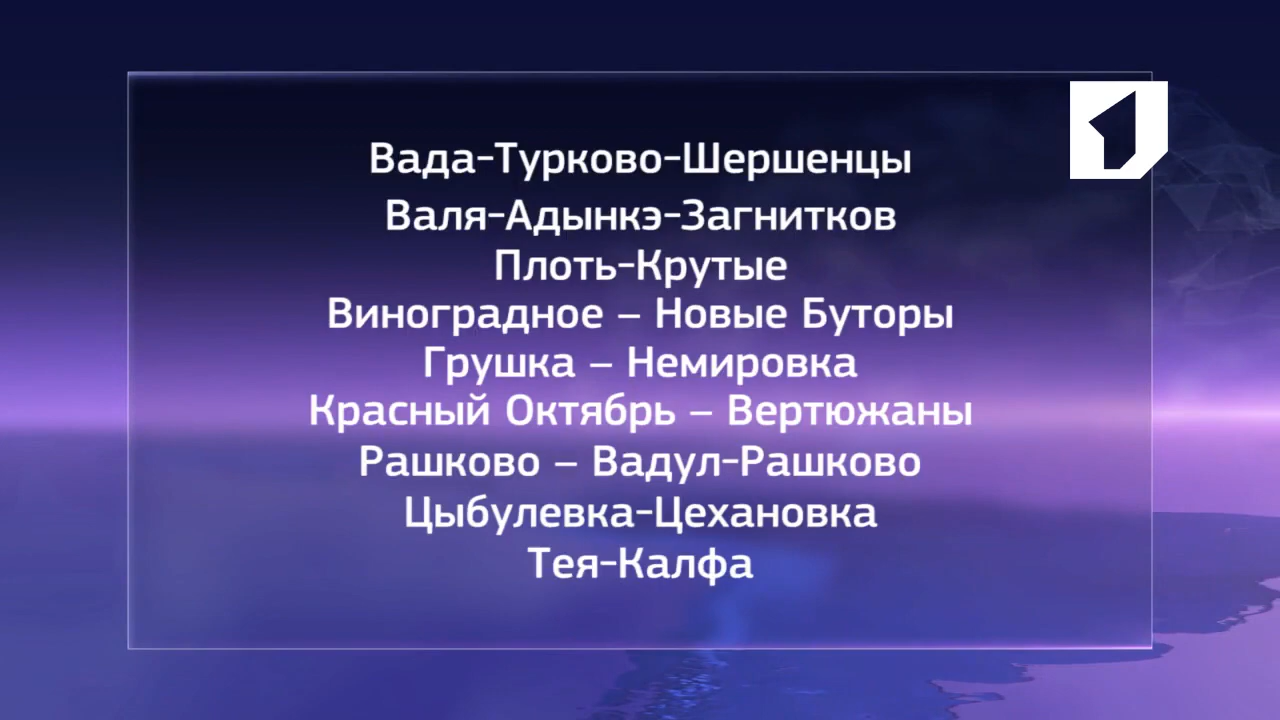 Вада-Турково-Шершенцы
Валя-Адынкэ-Загнитков
Плоть-Крутые
Виноградное – Новые Буторы
Грушка – Немировка
Красный Октябрь – Вертюжаны
Рашково – Вадул-Рашково
Цыбулевка-Цехановка
Тея-Калфа
1